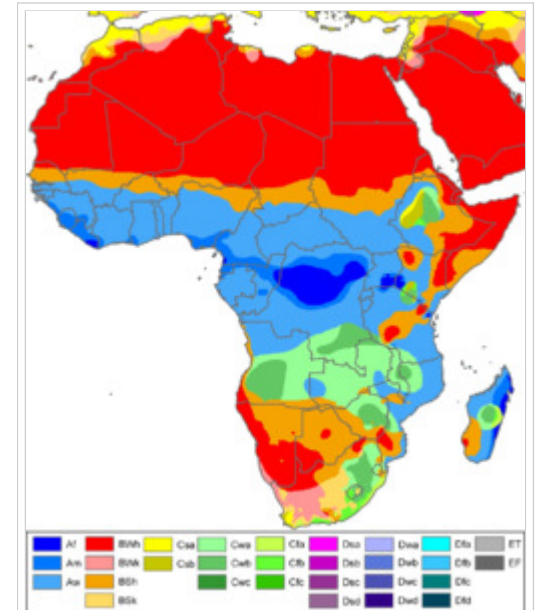 Af BWh Csa Cwa Cfa Dsa Dwa Dfa ET
Am BWk Csb Cwb Cfb Dsb Dwb Dfb EF
Aw BSh Cwc Cfc Dsc Dwc Dfc
BSk Dsd Dwd Dfd